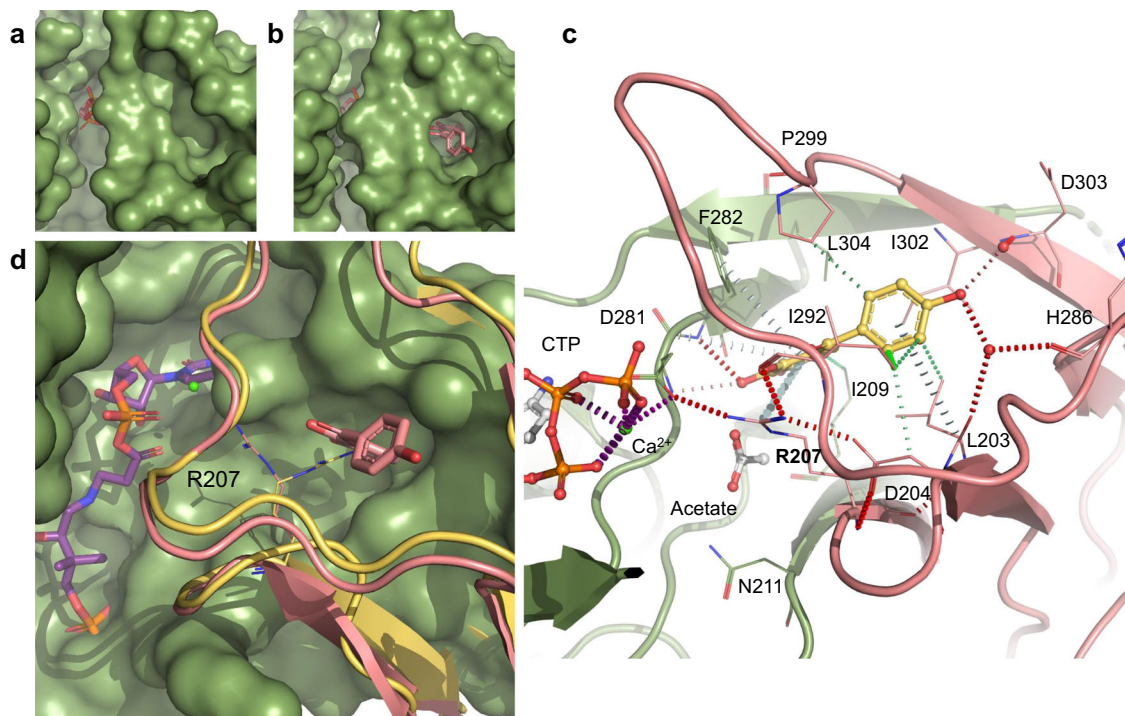 a
b
c
P299
D303
F282
L304
I302
d
D281
I292
H286
CTP
I209
Ca²⁺
L203
R207
R207
Acetate
D204
N211